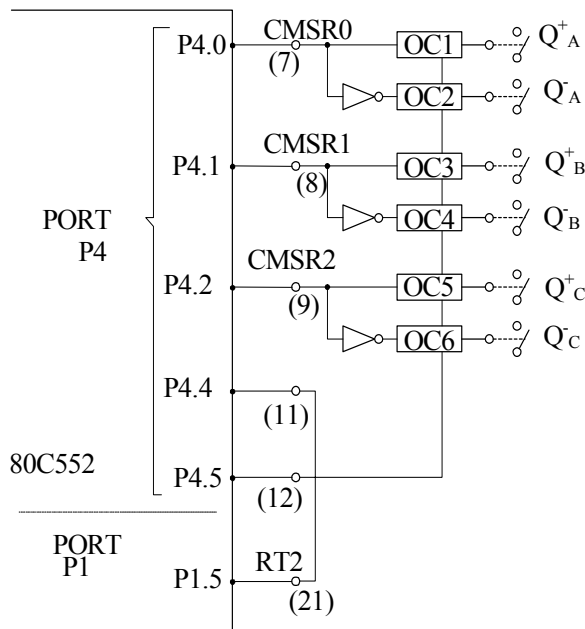 P4.0 CMSR0 (7) OC1 Q+A
OC2 Q-A
P4.1 CMSR1 (8) OC3 Q+B
PORT P4
OC4 Q-B
P4.2 CMSR2 (9) OC5 Q+C
OC6 Q-C
P4.4 (11)
80C552
P4.5 (12)
PORT P1
P1.5 RT2 (21)